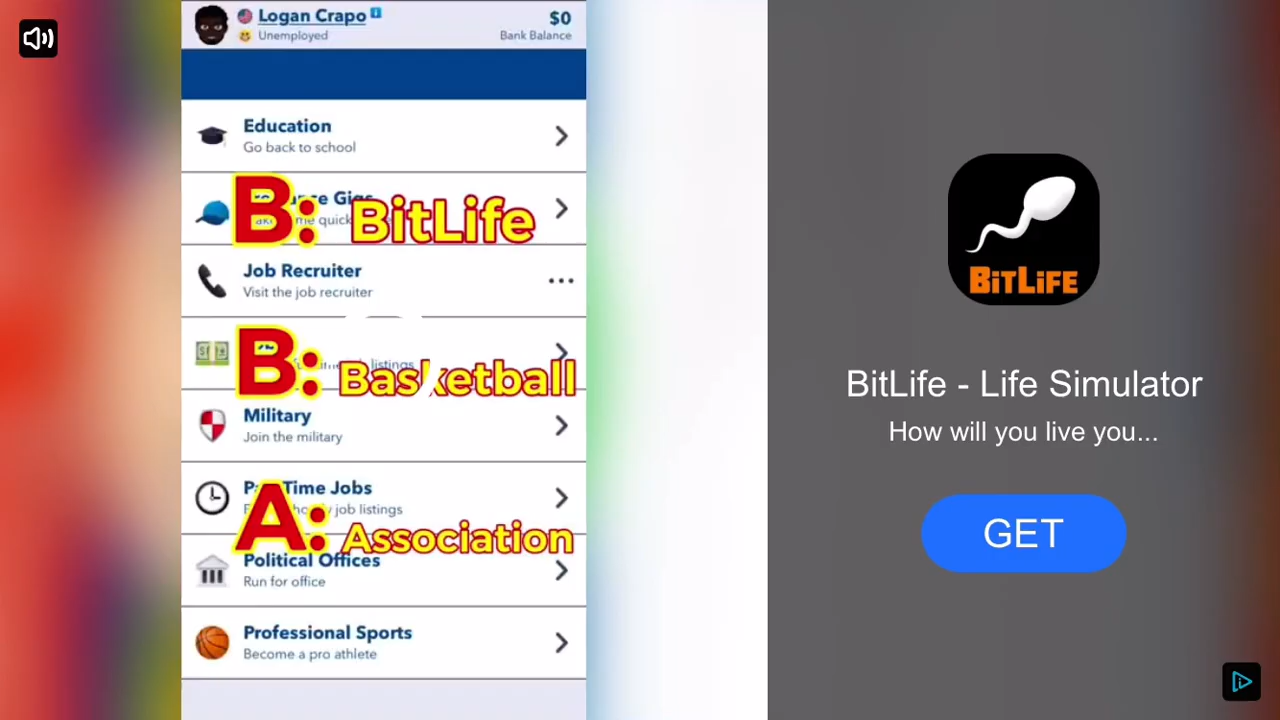 Logan Crapo
$0
Unemployed
Bank Balance
Education
Go back to school
B: BitLife
Job Recruiter
Visit the job recruiter
listings
B: Basketball
Military
Join the military
Time Jobs
job listings
A: Association
Political Offices
Run for office
Professional Sports
Become a pro athlete
BITLIFE
BitLife - Life Simulator
How will you live you...
GET